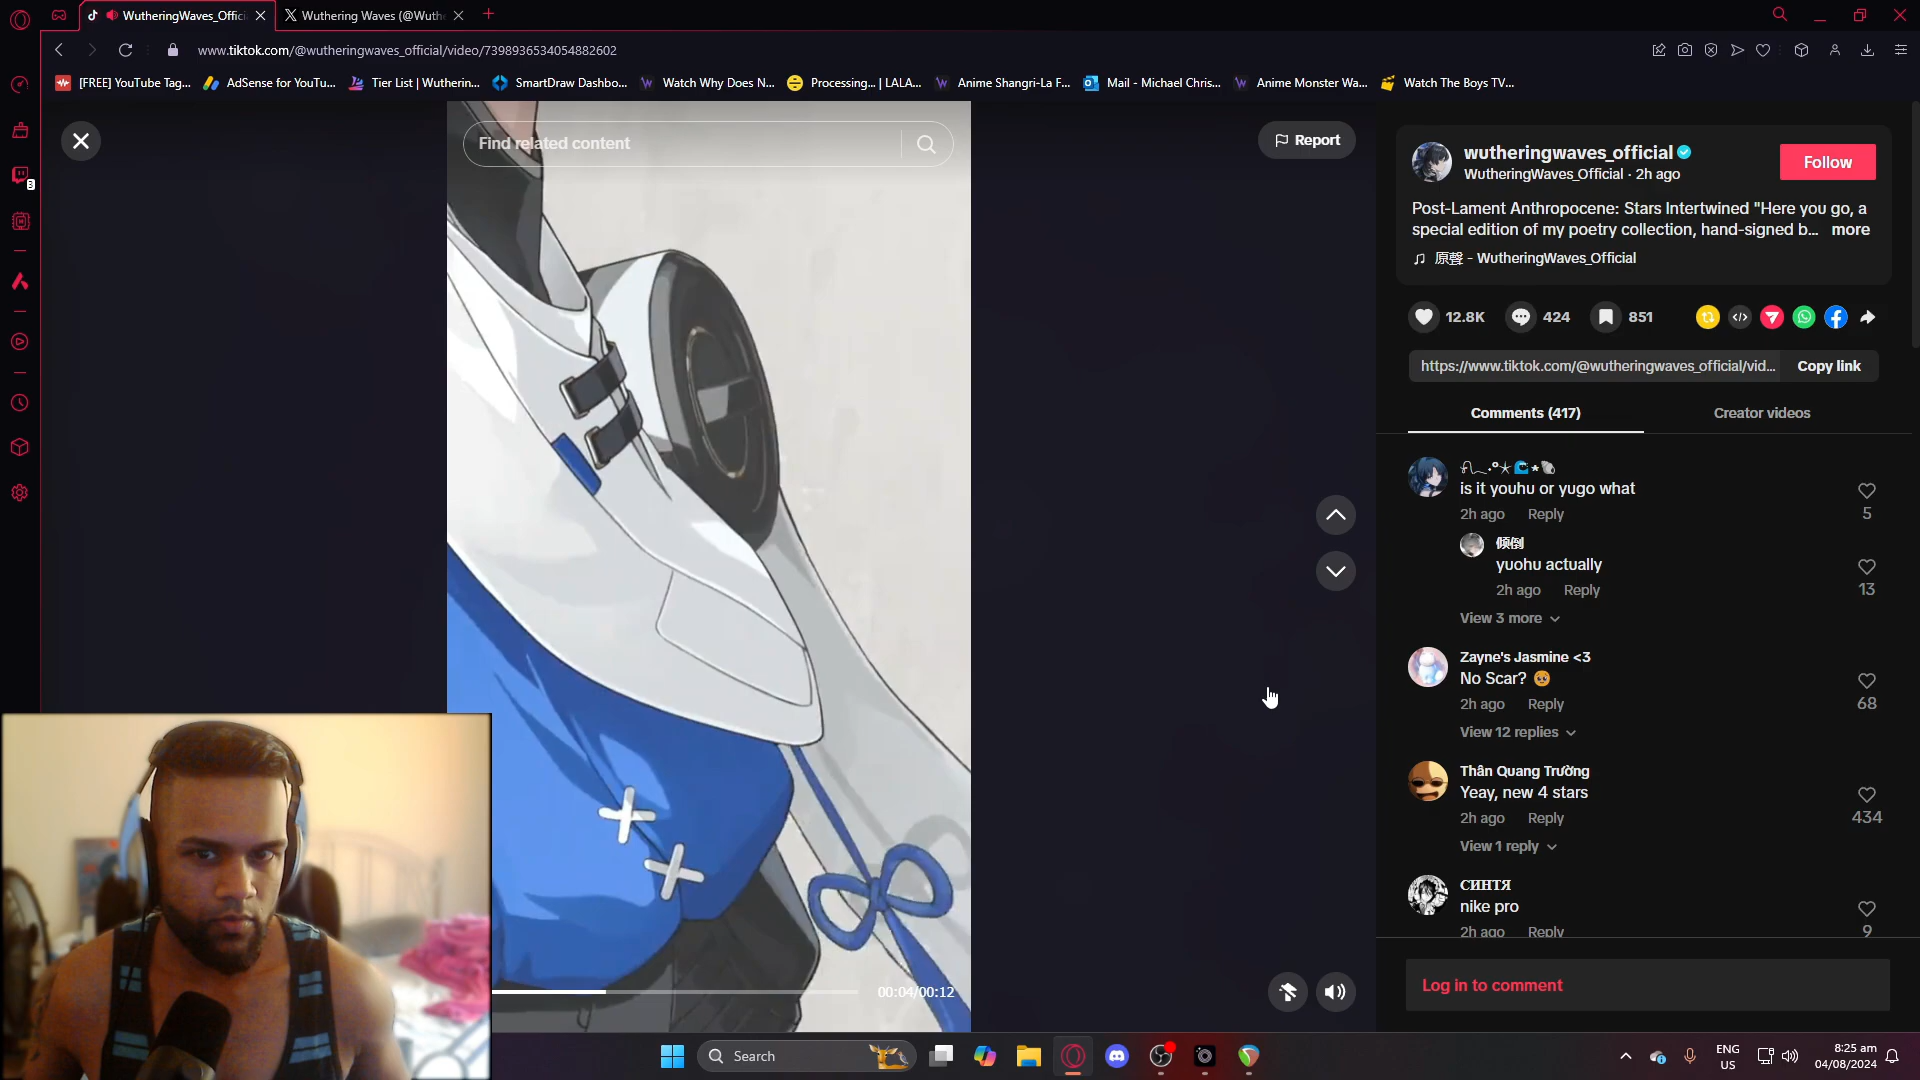 WutheringWaves_Offici
Wuthering Waves (@Wuthe
www.tiktok.com/@wutheringwaves_official/video/7398936534054882602
[FREE] YouTube Tag...
AdSense for YouTu...
Tier List | Wutherin...
SmartDraw Dashbo...
Watch Why Does N...
Processing... | LALA...
Anime Shangri-La F...
Mail - Michael Chris...
Anime Monster Wa...
Watch The Boys TV...
3
Find related content
Report
wutheringwaves_official
WutheringWaves_Official · 2h ago
Follow
Post-Lament Anthropocene: Stars Intertwined "Here you go, a
special edition of my poetry collection, hand-signed b... more
原聲 - WutheringWaves_Official
12.8K
424
851
https://www.tiktok.com/@wutheringwaves_official/vid...
Copy link
Comments (417)
Creator videos
is it youhu or yugo what
2h ago Reply
5
倾倒
yuohu actually
2h ago Reply
13
View 3 more
Zayne's Jasmine <3
No Scar? 🥺
2h ago Reply
68
View 12 replies
Thân Quang Trường
Yeay, new 4 stars
2h ago Reply
434
View 1 reply
СИНТЯ
nike pro
2h ago Reply
9
00:04/00:12
Log in to comment
Search
ENG
US
8:25 am
04/08/2024